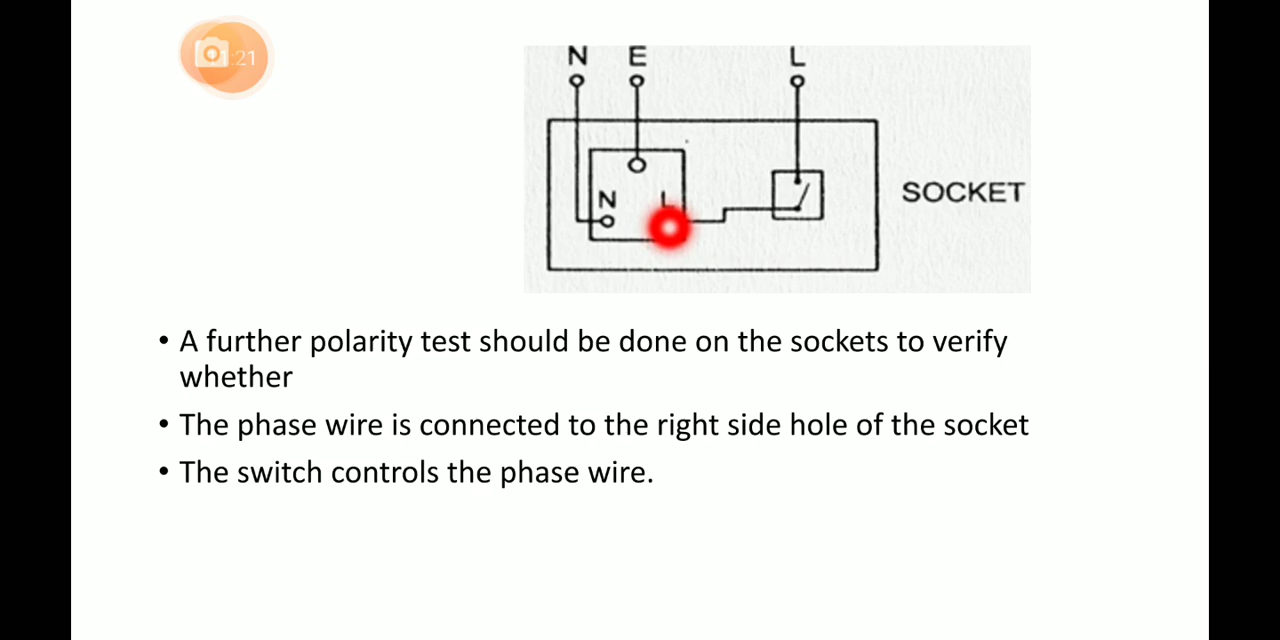 :21
N E L
N L
SOCKET
• A further polarity test should be done on the sockets to verify
whether
• The phase wire is connected to the right side hole of the socket
• The switch controls the phase wire.